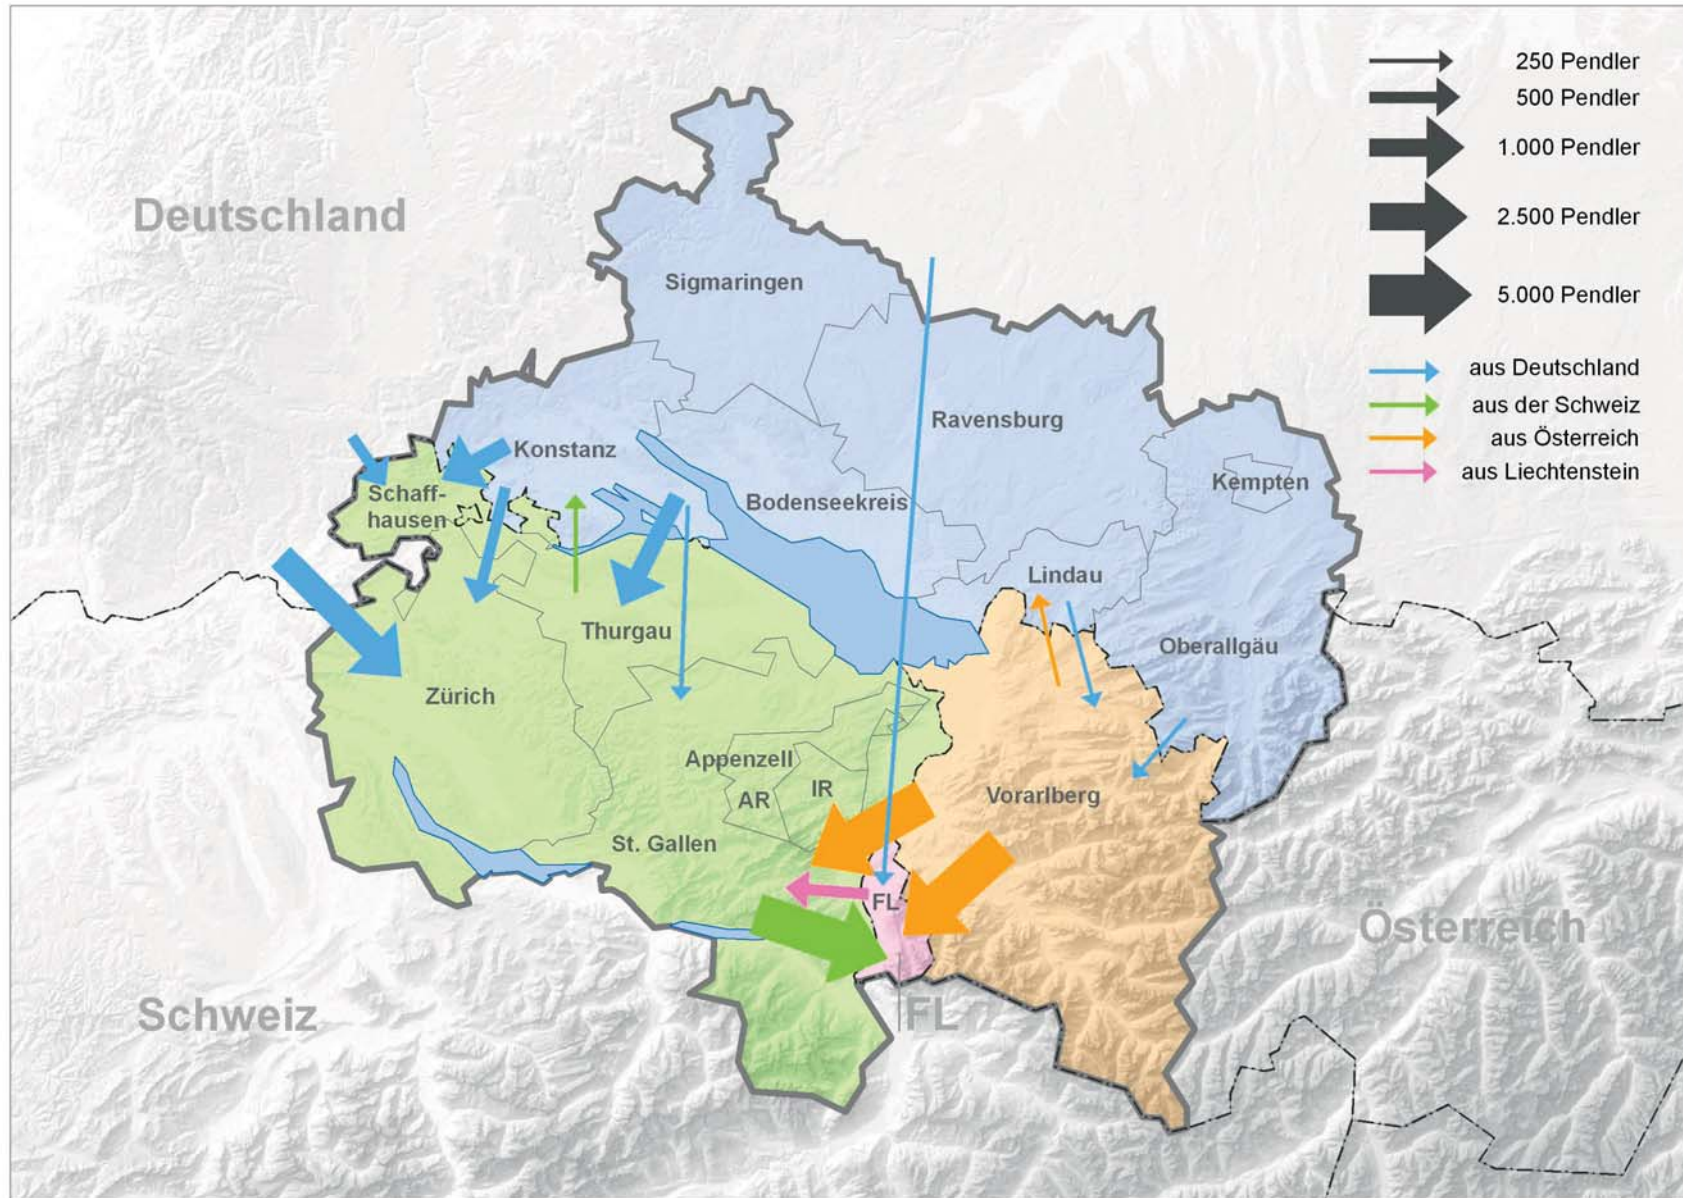 250 Pendler
500 Pendler
1.000 Pendler
2.500 Pendler
5.000 Pendler
aus Deutschland
aus der Schweiz
aus Österreich
aus Liechtenstein
Deutschland
Sigmaringen
Ravensburg
Konstanz
Kempten
Schaff-
hausen
Bodenseekreis
Lindau
Thurgau
Oberallgäu
Zürich
Appenzell
AR
IR
Vorarlberg
St. Gallen
FL
Österreich
Schweiz
FL